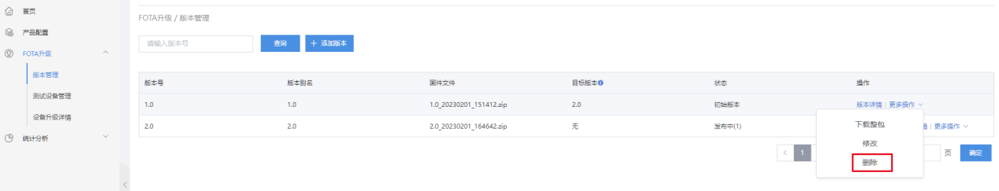 首页
产品配置
FOTA升级
版本管理
测试设备管理
设备升级详情
统计分析
FOTA升级 / 版本管理
请输入版本号 查询 + 添加版本
版本号 版本别名 固件文件 目标版本 状态 操作
1.0 1.0 1.0_20230201_151412.zip 2.0 初始版本 版本详情 | 更多操作
2.0 2.0 2.0_20230201_164642.zip 无 发布中(1) | 更多操作
下载整包
修改
删除
< 1 页 确定